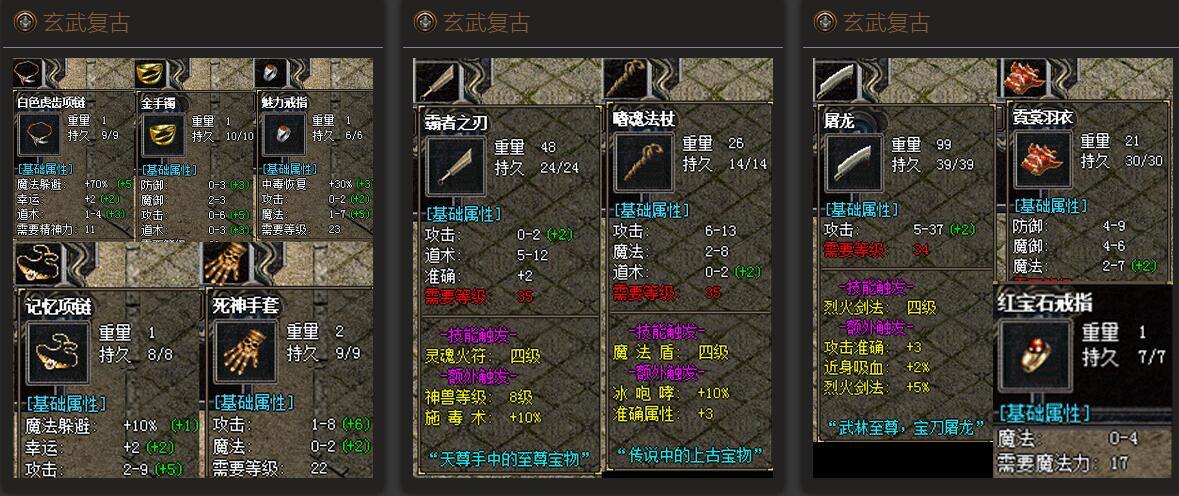 玄武复古
白色虎齿项链
重量 1
持久 9/9
[基础属性]
魔法躲避 +70% (+5
幸运: +2 (+2)
道术: 1-4 (+3)
需要精神力: 11
金手镯
重量 1
持久 10/10
[基础属性]
防御 0-3 (+3)
魔御 2-3
攻击 0-6 (+5)
道术: 0-3 (+3)
魅力戒指
重量 1
持久 6/6
[基础属性]
中毒恢复: +30% (+3
攻击: 0-2 (+2)
魔法: 1-7 (+5)
需要等级: 23
记忆项链
重量 1
持久 8/8
[基础属性]
魔法躲避: +10% (+1)
幸运: +2 (+2)
攻击: 2-9 (+5)
死神手套
重量 2
持久 9/9
[基础属性]
攻击: 1-8 (+6)
魔法: 0-2 (+2)
需要等级: 22
玄武复古
霸者之刃
重量 48
持久 24/24
[基础属性]
攻击: 0-2 (+2)
道术: 5-12
准确: +2
需要等级: 35
-技能触发-
灵魂火符: 四级
-额外触发-
神兽等级: 8级
施 毒 术: +10%
“天尊手中的至尊宝物”
嗜魂法杖
重量 26
持久 14/14
[基础属性]
攻击: 6-13
魔法: 2-8
道术: 0-2 (+2)
需要等级: 35
-技能触发-
魔 法 盾: 四级
-额外触发-
冰 咆 哮: +10%
准确属性: +3
“传说中的上古宝物”
玄武复古
屠龙
重量 99
持久 39/39
[基础属性]
攻击: 5-37 (+2)
需要等级: 34
-技能触发-
烈火剑法: 四级
-额外触发-
攻击准确: +3
近身吸血: +2%
烈火剑法: +5%
“武林至尊，宝刀屠龙”
霓裳羽衣
重量 21
持久 30/30
[基础属性]
防御: 4-9
魔御: 4-6
魔法: 2-7 (+2)
红宝石戒指
重量 1
持久 7/7
[基础属性]
魔法: 0-4
需要魔法力: 17